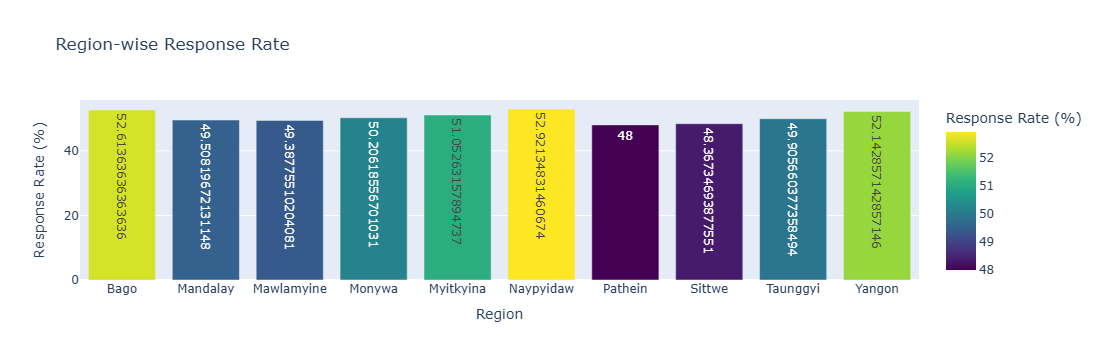 Region-wise Response Rate
Response Rate (%)
40
20
0
52.61363636363636
49.50819672131148
49.38775510204081
50.20618556701031
51.05263157894737
52.92134831460674
48
48.36734693877551
49.905660377358494
52.142857142857146
Bago
Mandalay
Mawlamyine
Monywa
Myitkyina
Naypyidaw
Pathein
Sittwe
Taunggyi
Yangon
Region
Response Rate (%)
52
51
50
49
48